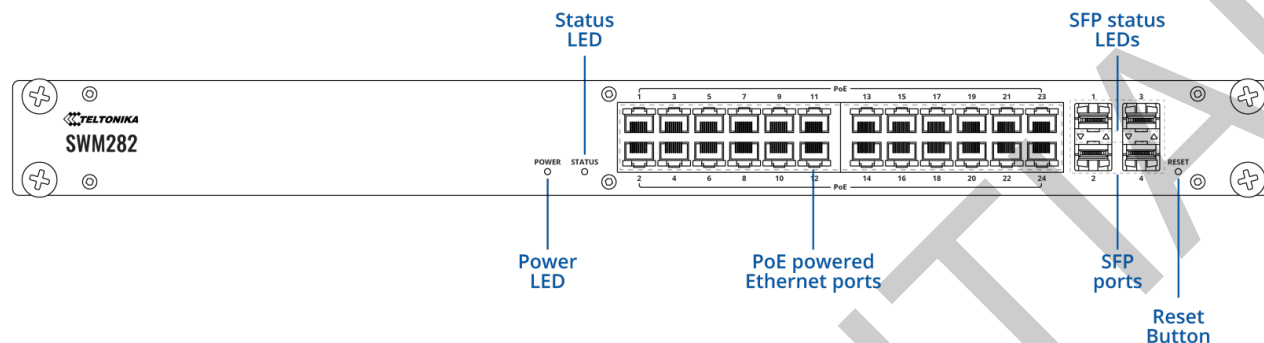 Status
LED
SFP status
LEDs
PoE
1 3 5 7 9 11 13 15 17 19 21 23 1 3
TELTONIKA
SWM282
POWER STATUS
RESET
2 4 6 8 10 12 14 16 18 20 22 24 2 4
PoE
Power
LED
PoE powered
Ethernet ports
SFP
ports
Reset
Button